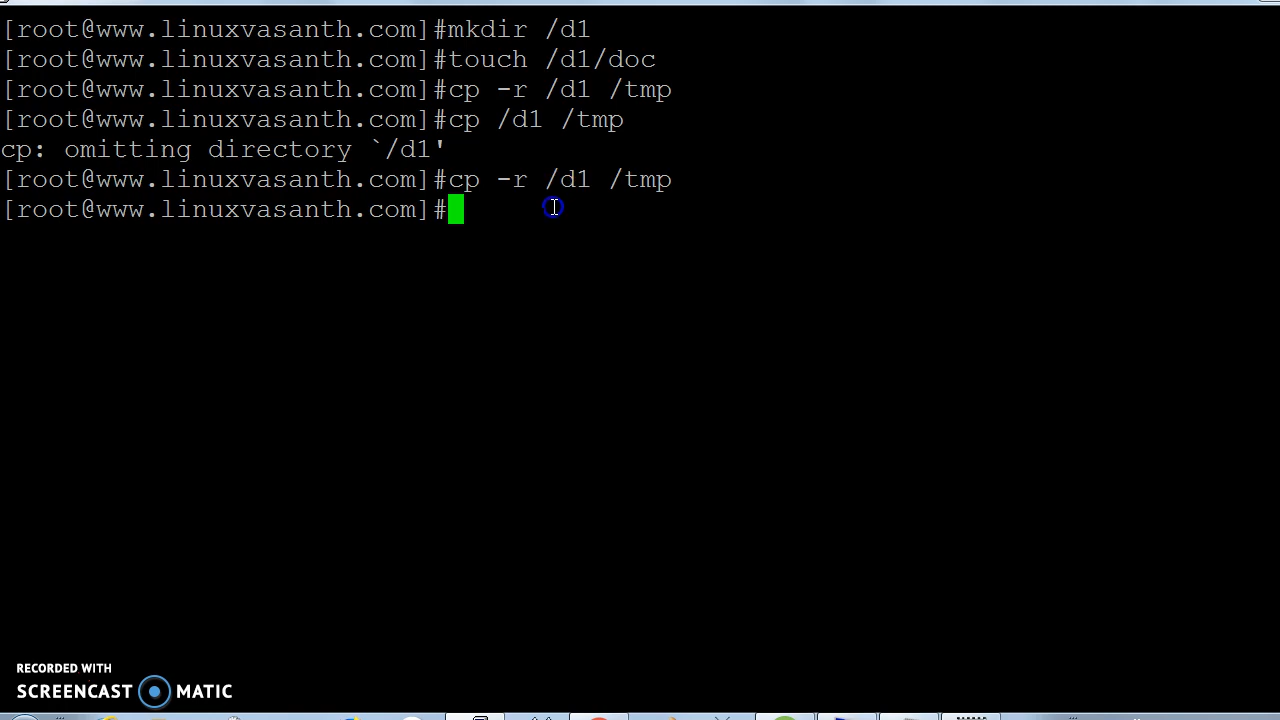 [root@www.linuxvasanth.com]#mkdir /d1
[root@www.linuxvasanth.com]#touch /d1/doc
[root@www.linuxvasanth.com]#cp -r /d1 /tmp
[root@www.linuxvasanth.com]#cp /d1 /tmp
cp: omitting directory `/d1'
[root@www.linuxvasanth.com]#cp -r /d1 /tmp
[root@www.linuxvasanth.com]#
RECORDED WITH
SCREENCAST MATIC